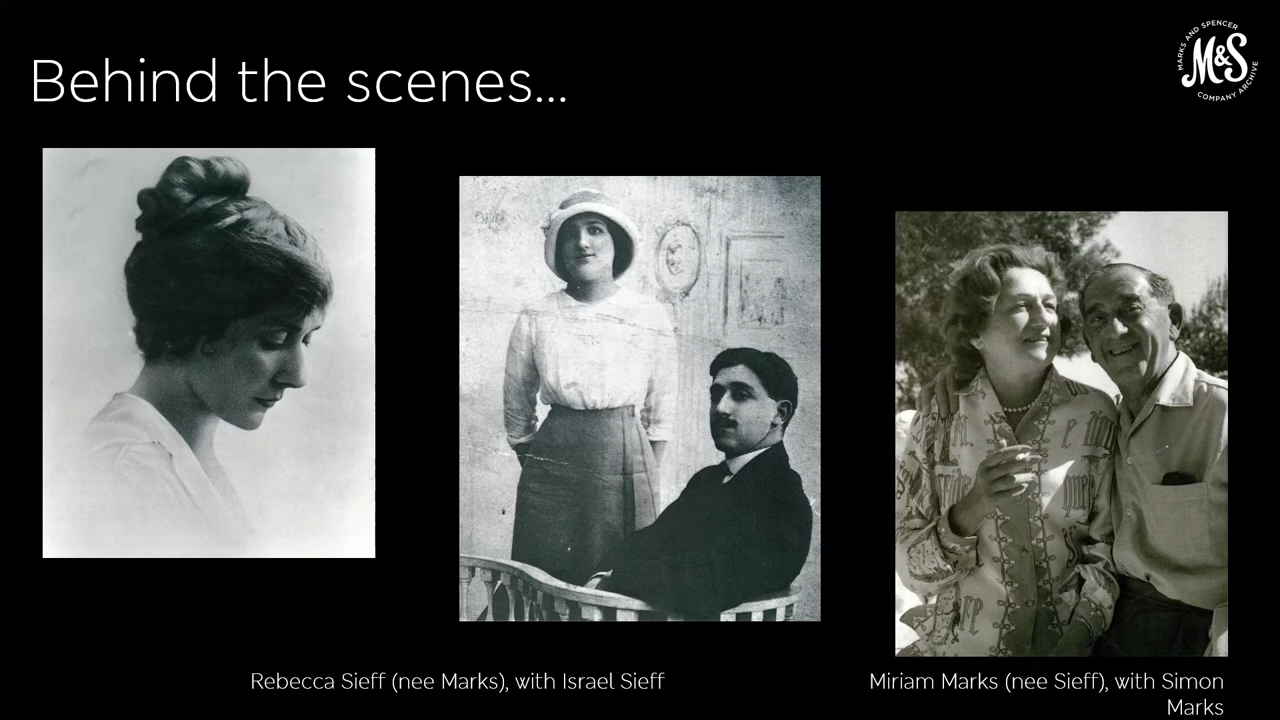 Behind the scenes...
MARKS AND SPENCER
M&S
COMPANY ARCHIVE
Rebecca Sieff (nee Marks), with Israel Sieff
Miriam Marks (nee Sieff), with Simon
Marks